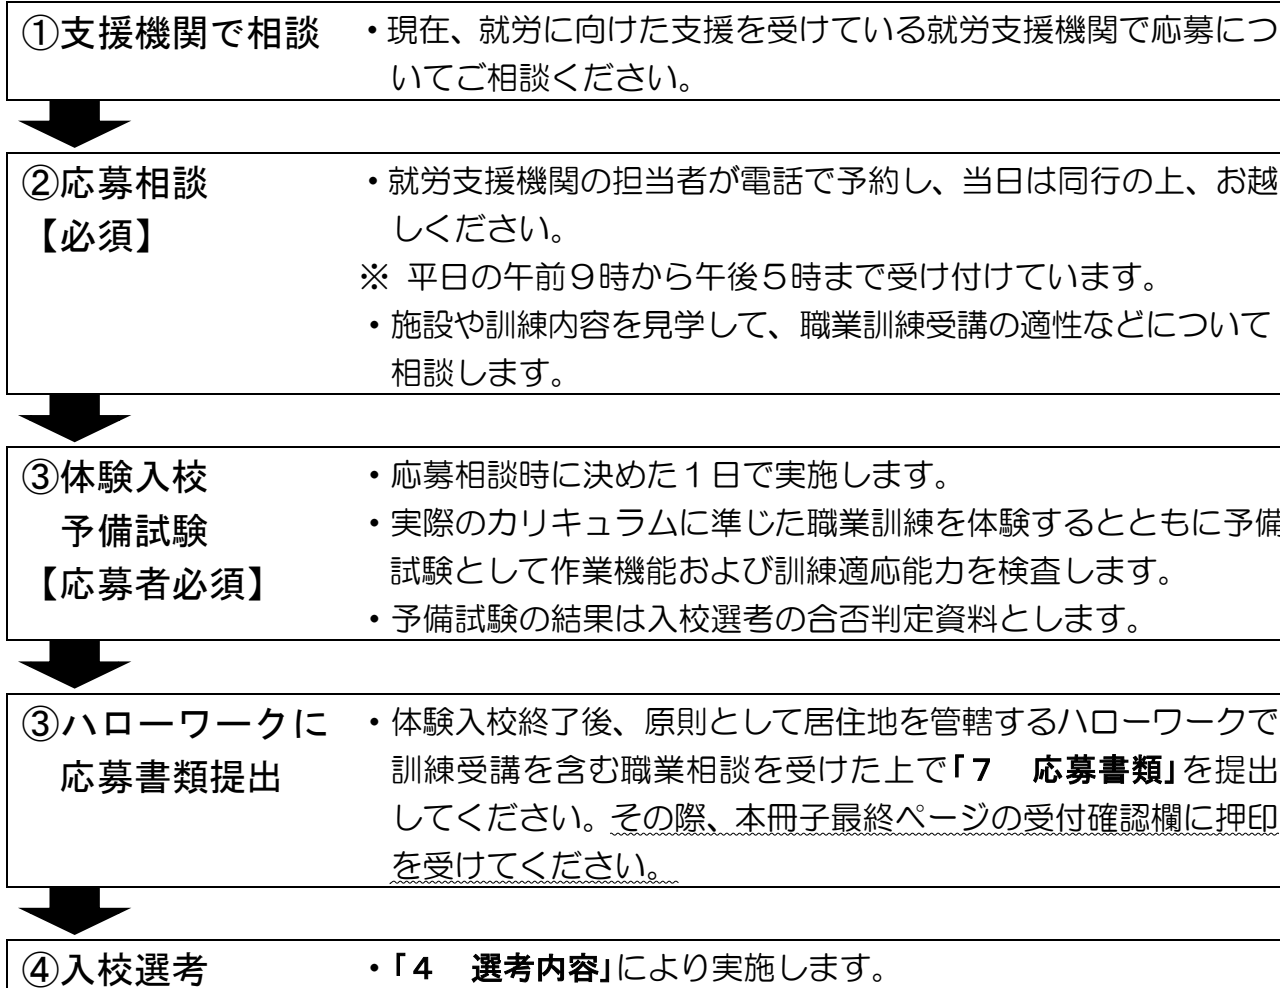 ①支援機関で相談 ・現在、就労に向けた支援を受けている就労支援機関で応募につ
いてご相談ください。
②応募相談 ・就労支援機関の担当者が電話で予約し、当日は同行の上、お越
【必須】 しください。
※ 平日の午前９時から午後５時まで受け付けています。
・施設や訓練内容を見学して、職業訓練受講の適性などについて
相談します。
③体験入校 ・応募相談時に決めた１日で実施します。
予備試験 ・実際のカリキュラムに準じた職業訓練を体験するとともに予備
【応募者必須】 試験として作業機能および訓練適応能力を検査します。
・予備試験の結果は入校選考の合否判定資料とします。
③ハローワークに ・体験入校終了後、原則として居住地を管轄するハローワークで
応募書類提出 訓練受講を含む職業相談を受けた上で「７　応募書類」を提出
してください。その際、本冊子最終ページの受付確認欄に押印
を受けてください。
④入校選考 ・「４　選考内容」により実施します。